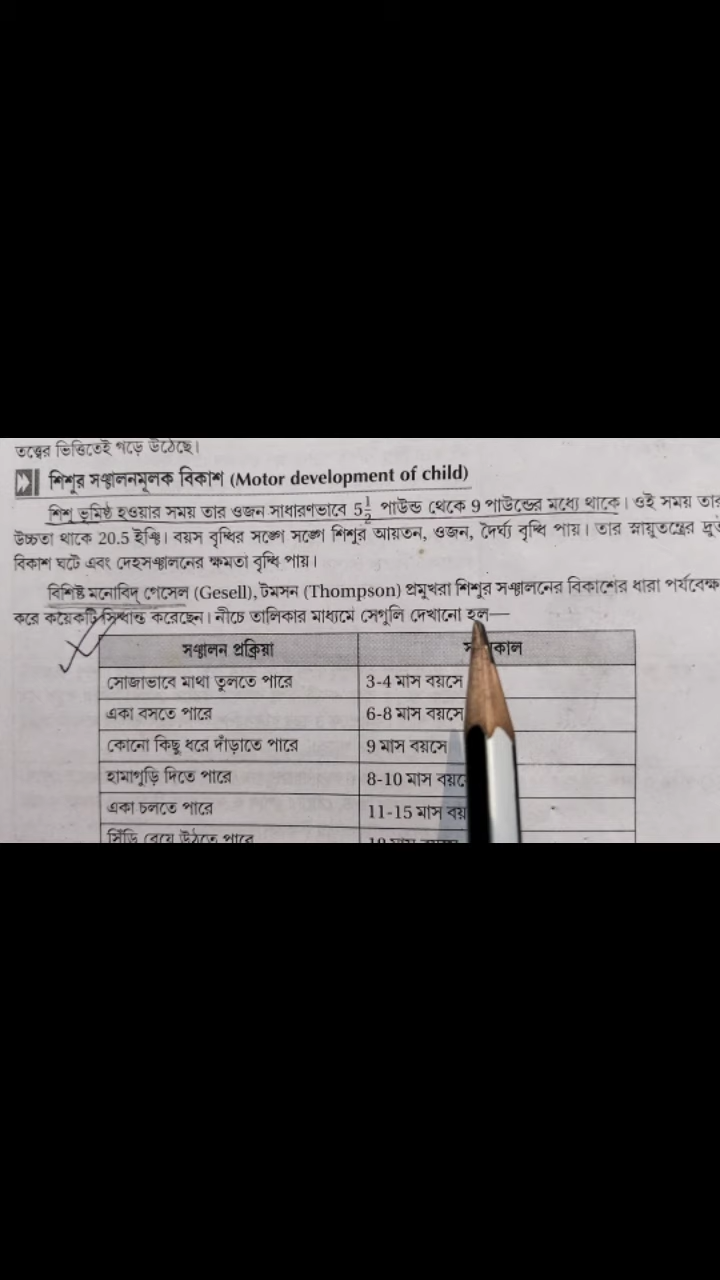 তত্ত্বের ভিত্তিতেই গড়ে উঠেছে।
শিশুর সঞ্চালনমূলক বিকাশ (Motor development of child)
শিশু ভূমিষ্ঠ হওয়ার সময় তার ওজন সাধারণভাবে 5½ পাউন্ড থেকে 9 পাউন্ডের মধ্যে থাকে। ওই সময় তার
উচ্চতা থাকে 20.5 ইঞ্চি। বয়স বৃদ্ধির সঙ্গে সঙ্গে শিশুর আয়তন, ওজন, দৈর্ঘ্য বৃদ্ধি পায়। তার স্নায়ুতন্ত্রের দ্রুত
বিকাশ ঘটে এবং দেহসঞ্চালনের ক্ষমতা বৃদ্ধি পায়।
বিশিষ্ট মনোবিদ্ গেসেল (Gesell), টমসন (Thompson) প্রমুখরা শিশুর সঞ্চালনের বিকাশের ধারা পর্যবেক্ষ
করে কয়েকটি সিদ্ধান্ত করেছেন। নীচে তালিকার মাধ্যমে সেগুলি দেখানো হল—
সঞ্চালন প্রক্রিয়া কাল
সোজাভাবে মাথা তুলতে পারে 3-4 মাস বয়সে
একা বসতে পারে 6-8 মাস বয়সে
কোনো কিছু ধরে দাঁড়াতে পারে 9 মাস বয়সে
হামাগুড়ি দিতে পারে 8-10 মাস বয়সে
একা চলতে পারে 11-15 মাস বয়
সিঁড়ি বেয়ে উঠতে পারে